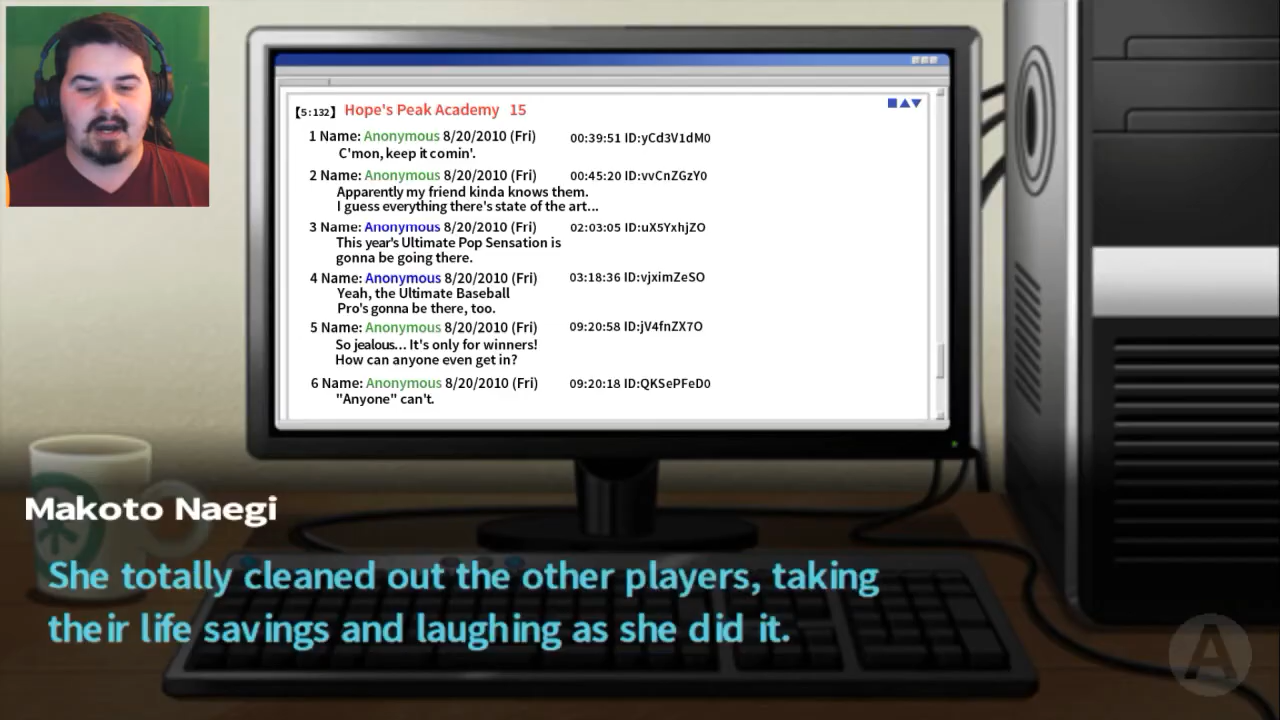 【5:132】 Hope's Peak Academy 15
1 Name: Anonymous 8/20/2010 (Fri) 00:39:51 ID:yCd3V1dM0
C'mon, keep it comin'.
2 Name: Anonymous 8/20/2010 (Fri) 00:45:20 ID:vvCnZGzY0
Apparently my friend kinda knows them.
I guess everything there's state of the art...
3 Name: Anonymous 8/20/2010 (Fri) 02:03:05 ID:uX5YxhjZO
This year's Ultimate Pop Sensation is
gonna be going there.
4 Name: Anonymous 8/20/2010 (Fri) 03:18:36 ID:vjximZeSO
Yeah, the Ultimate Baseball
Pro's gonna be there, too.
5 Name: Anonymous 8/20/2010 (Fri) 09:20:58 ID:jV4fnZX7O
So jealous... It's only for winners!
How can anyone even get in?
6 Name: Anonymous 8/20/2010 (Fri) 09:20:18 ID:QKSePFeD0
"Anyone" can't.
Makoto Naegi
She totally cleaned out the other players, taking
their life savings and laughing as she did it.
A